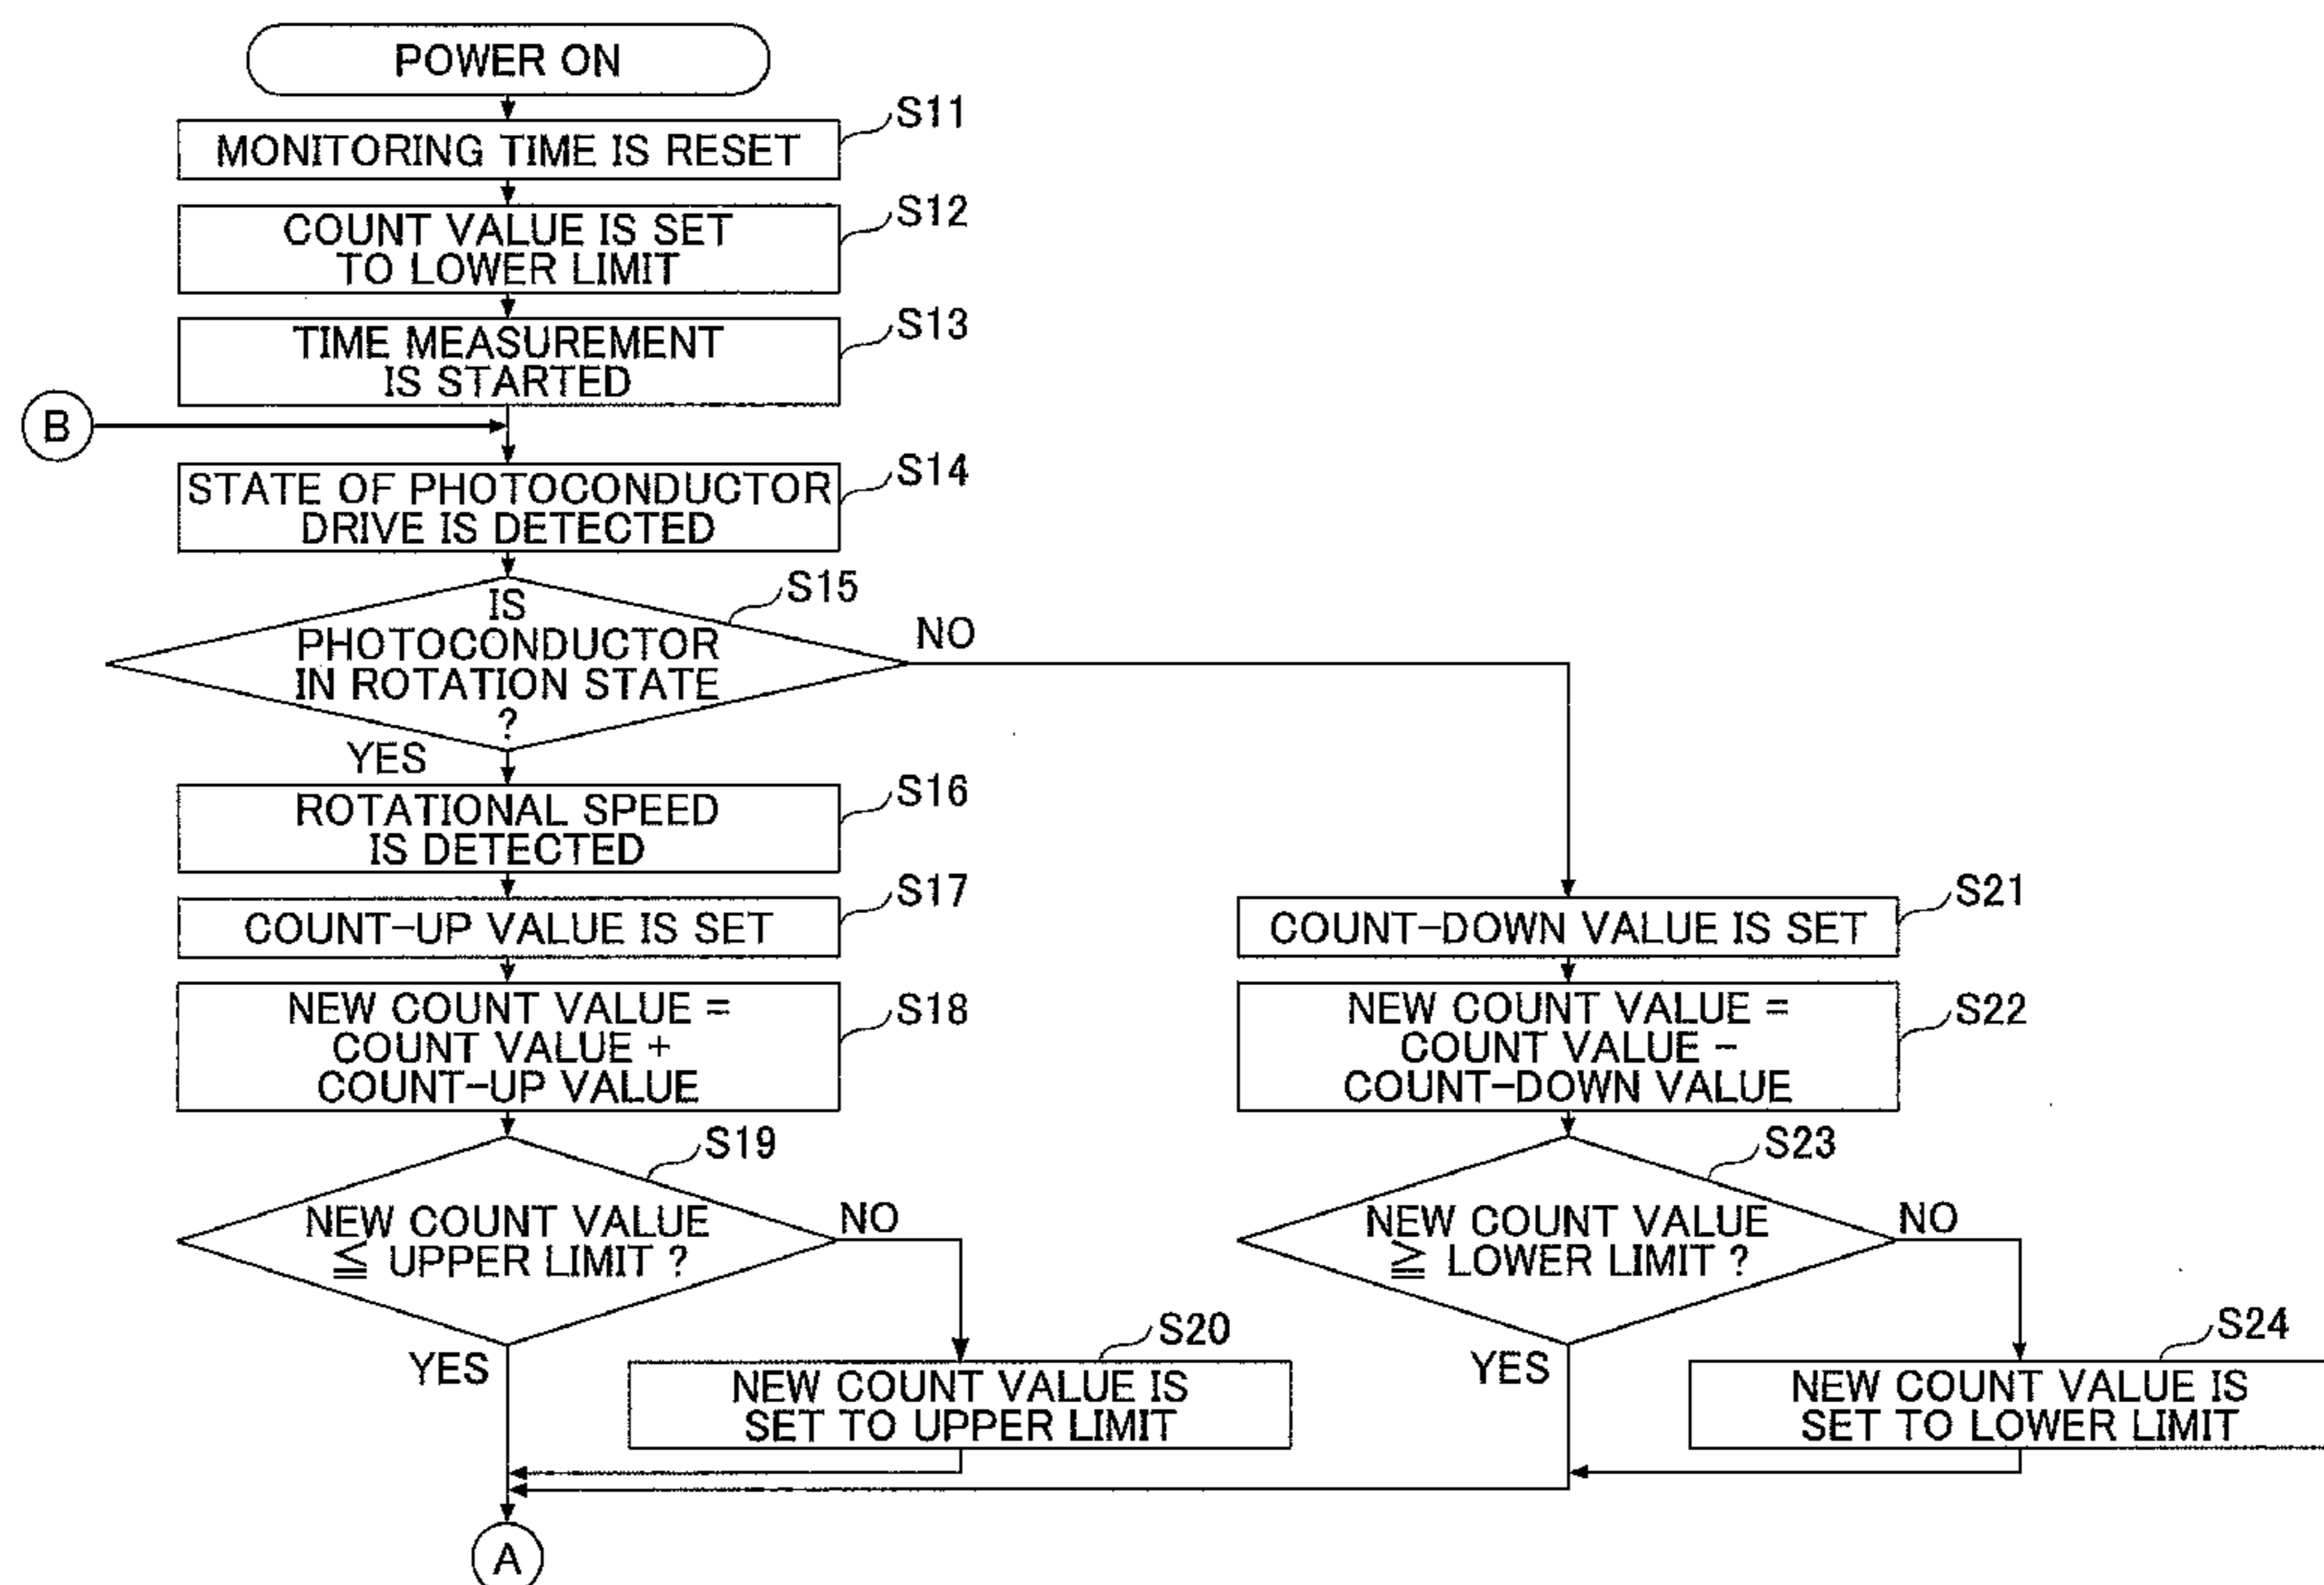 POWER ON
S11
MONITORING TIME IS RESET
S12
COUNT VALUE IS SET
TO LOWER LIMIT
S13
TIME MEASUREMENT
IS STARTED
B
S14
STATE OF PHOTOCONDUCTOR
DRIVE IS DETECTED
S15
IS
PHOTOCONDUCTOR
IN ROTATION STATE
?
NO
YES
S16
ROTATIONAL SPEED
IS DETECTED
S17
COUNT-UP VALUE IS SET
S21
COUNT-DOWN VALUE IS SET
S18
NEW COUNT VALUE =
COUNT VALUE +
COUNT-UP VALUE
S22
NEW COUNT VALUE =
COUNT VALUE -
COUNT-DOWN VALUE
S19
NEW COUNT VALUE
≦ UPPER LIMIT ?
NO
YES
S23
NEW COUNT VALUE
≧ LOWER LIMIT ?
NO
YES
S20
NEW COUNT VALUE IS
SET TO UPPER LIMIT
S24
NEW COUNT VALUE IS
SET TO LOWER LIMIT
A